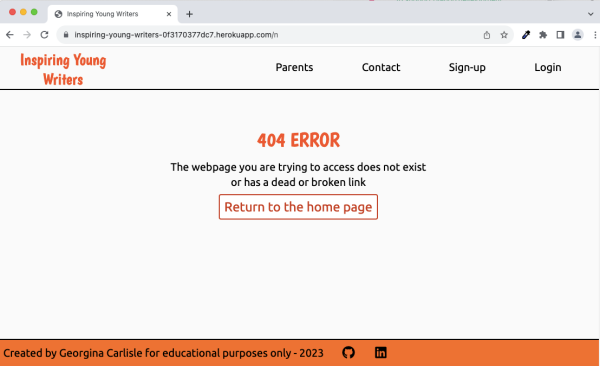 Inspiring Young Writers
inspiring-young-writers-0f3170377dc7.herokuapp.com/n
Inspiring Young
Writers
Parents
Contact
Sign-up
Login
404 ERROR
The webpage you are trying to access does not exist
or has a dead or broken link
Return to the home page
Created by Georgina Carlisle for educational purposes only - 2023